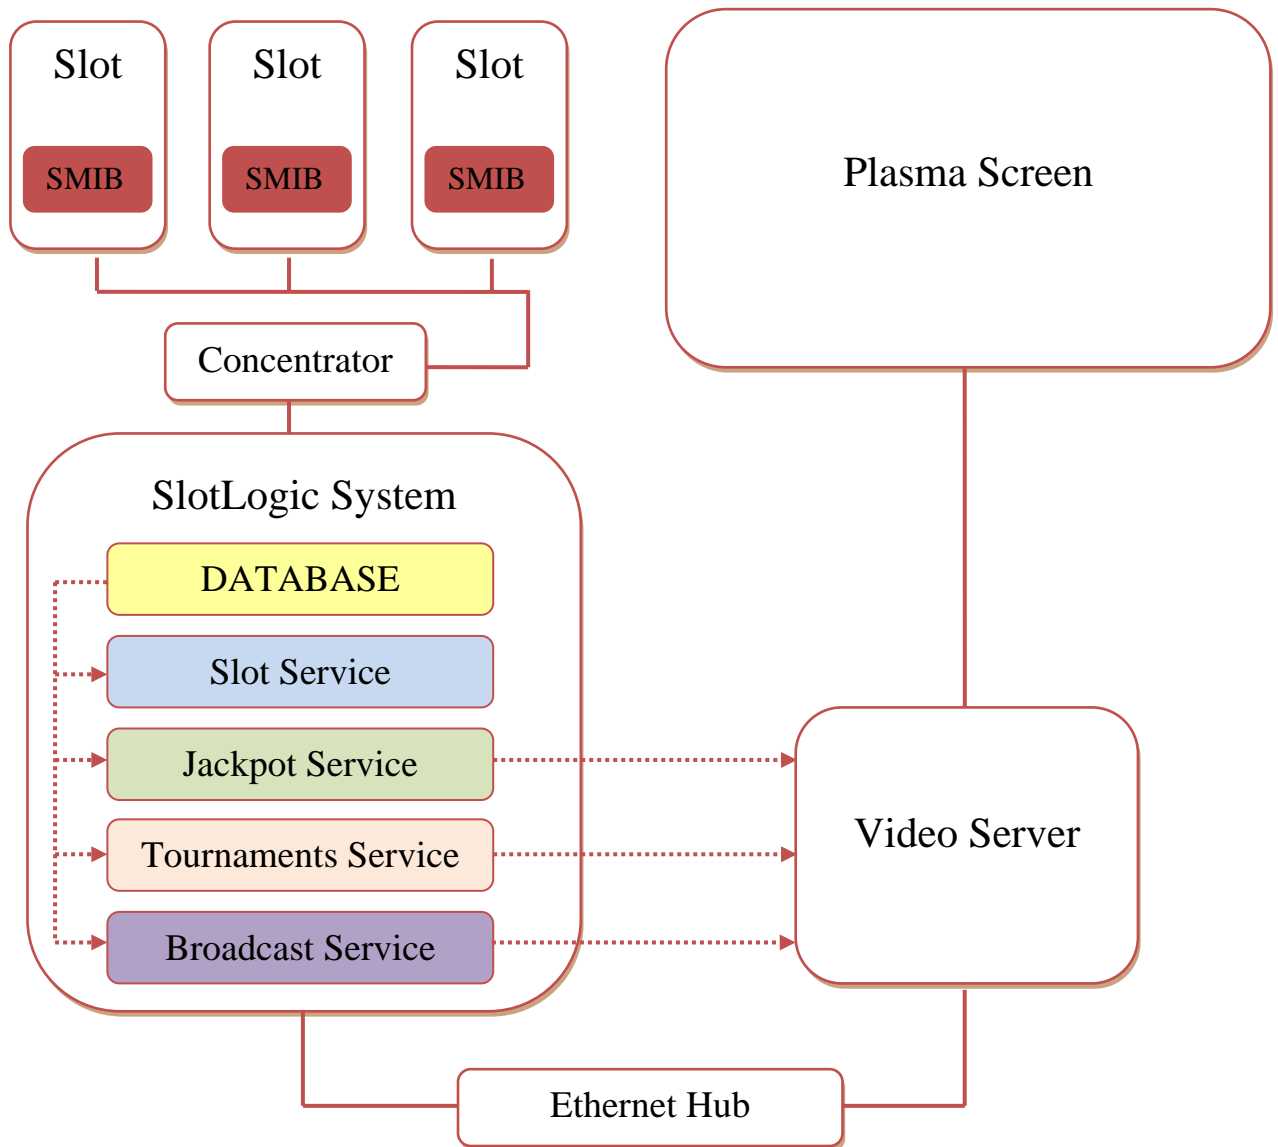 Slot
Slot
Slot
SMIB
SMIB
SMIB
Plasma Screen
Concentrator
SlotLogic System
DATABASE
Slot Service
Jackpot Service
Tournaments Service
Broadcast Service
Video Server
Ethernet Hub